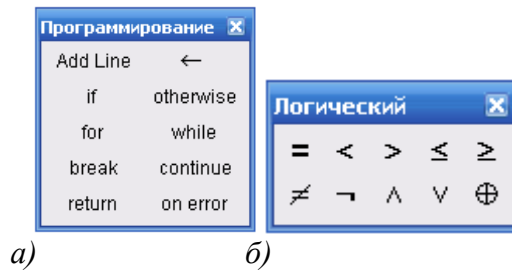 Программирование
Add Line ←
if otherwise
for while
break continue
return on error
Логический
= < > ≤ ≥
≠ ¬ ∧ ∨ ⊕
а) б)